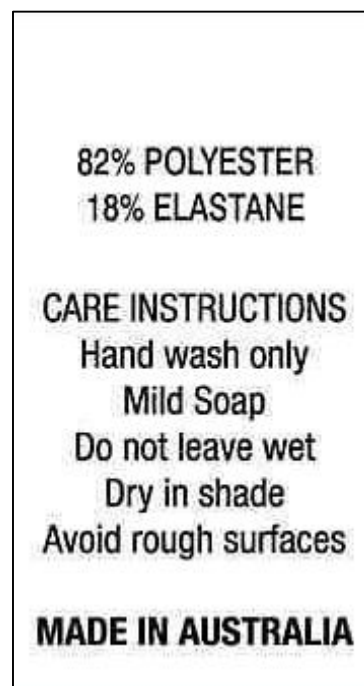 82% POLYESTER
18% ELASTANE
CARE INSTRUCTIONS
Hand wash only
Mild Soap
Do not leave wet
Dry in shade
Avoid rough surfaces
MADE IN AUSTRALIA